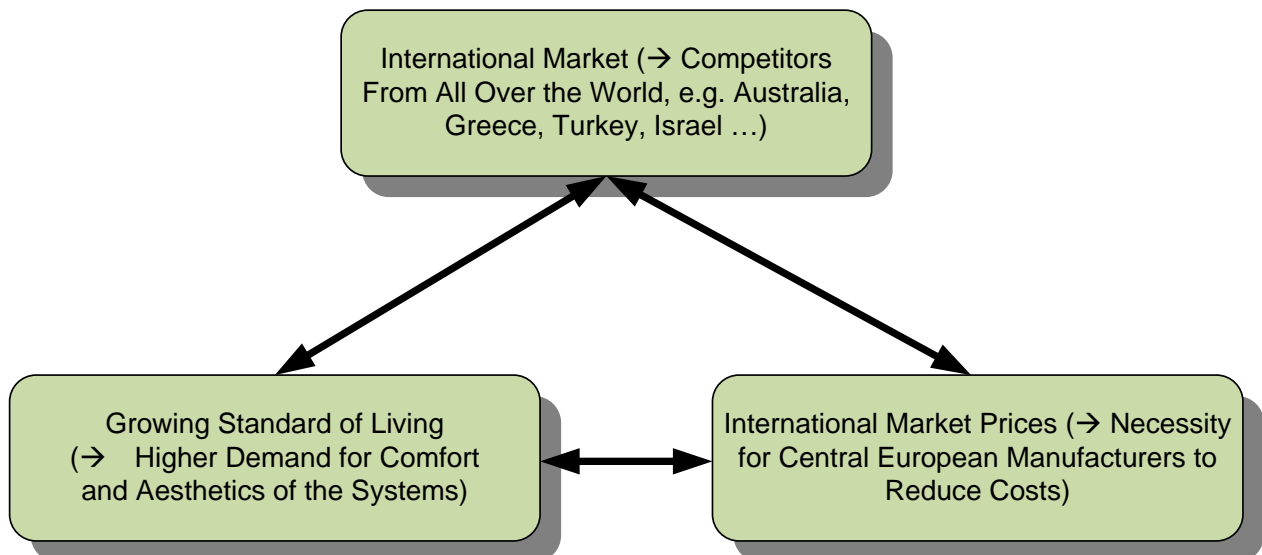 International Market (→ Competitors
From All Over the World, e.g. Australia,
Greece, Turkey, Israel …)
Growing Standard of Living
(→ Higher Demand for Comfort
and Aesthetics of the Systems)
International Market Prices (→ Necessity
for Central European Manufacturers to
Reduce Costs)